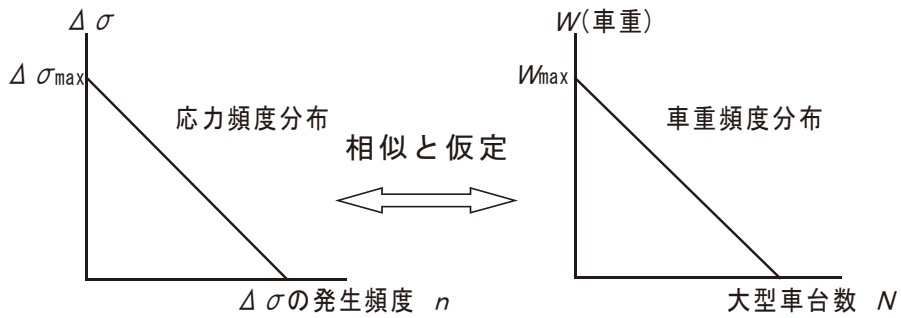 Δσ
Δσmax
応力頻度分布
Δσの発生頻度 n
相似と仮定
W(車重)
Wmax
車重頻度分布
大型車台数 N